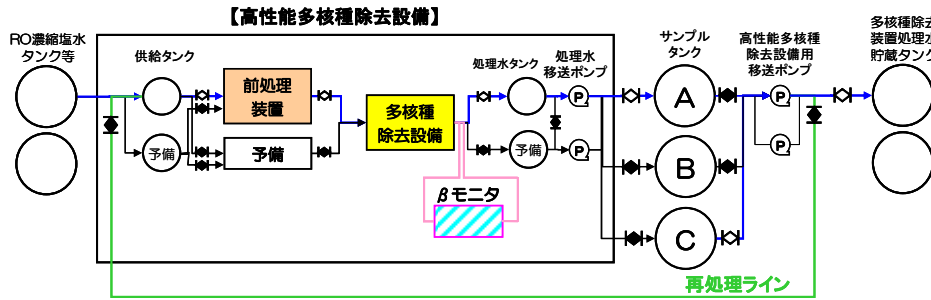 【高性能多核種除去設備】
RO濃縮塩水
タンク等
供給タンク
予備
前処理
装置
予備
多核種
除去設備
βモニタ
処理水タンク
予備
処理水
移送ポンプ
P
P
サンプル
タンク
A
B
C
高性能多核種
除去設備用
移送ポンプ
P
P
多核種除去
装置処理水
貯蔵タンク
再処理ライン